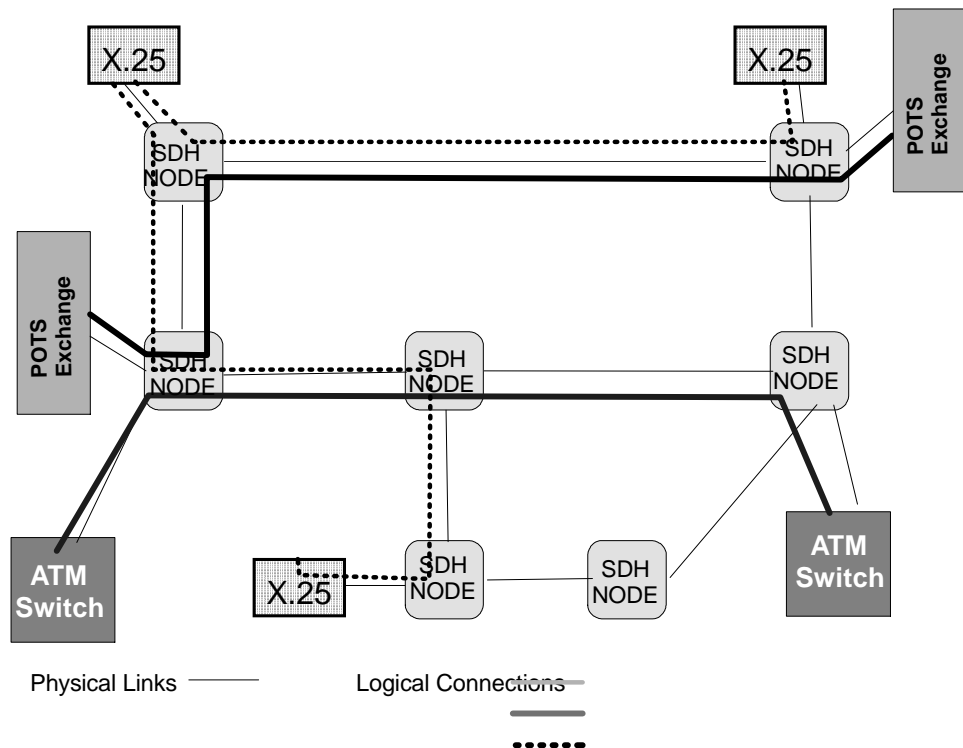 X.25
X.25
POTS
Exchange
SDH
NODE
SDH
NODE
POTS
Exchange
SDH
NODE
SDH
NODE
SDH
NODE
ATM
Switch
X.25
SDH
NODE
SDH
NODE
ATM
Switch
Physical Links
Logical Connections